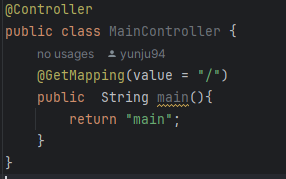 @Controller
public class MainController {
no usages yunju94
@GetMapping(value = "/")
public  String main(){
return "main";
}
}